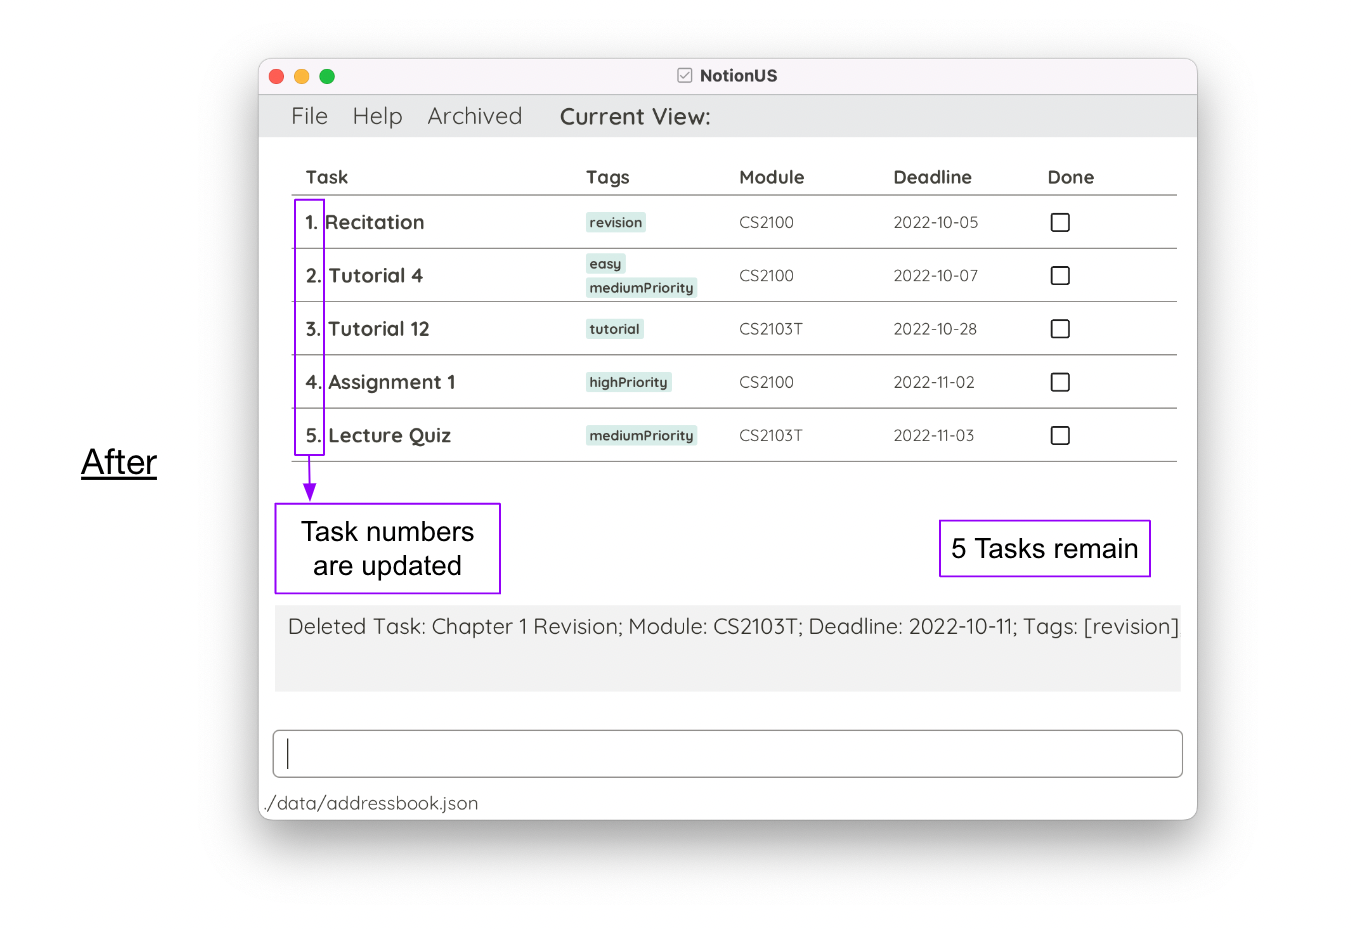 NotionUS
File Help Archived Current View:
Task Tags Module Deadline Done
1. Recitation revision CS2100 2022-10-05
2. Tutorial 4 easy mediumPriority CS2100 2022-10-07
3. Tutorial 12 tutorial CS2103T 2022-10-28
4. Assignment 1 highPriority CS2100 2022-11-02
5. Lecture Quiz mediumPriority CS2103T 2022-11-03
After
Task numbers
are updated
5 Tasks remain
Deleted Task: Chapter 1 Revision; Module: CS2103T; Deadline: 2022-10-11; Tags: [revision]
./data/addressbook.json